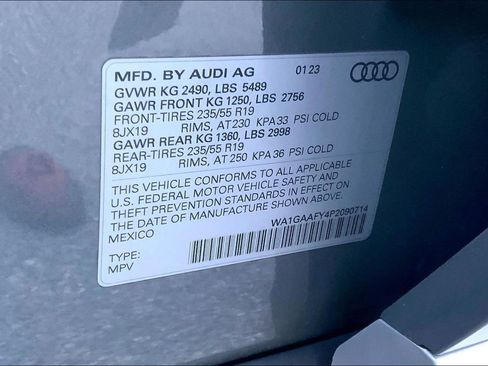 MFD. BY AUDI AG 01 23
GVWR KG 2490, LBS 5489
GAWR FRONT KG 1250, LBS 2756
FRONT-TIRES 235/55 R19
8JX19 RIMS, AT 230 KPA 33 PSI COLD
GAWR REAR KG 1360, LBS 2998
REAR-TIRES 235/55 R19
8JX19 RIMS, AT 250 KPA 36 PSI COLD
THIS VEHICLE CONFORMS TO ALL APPLICABLE
U.S. FEDERAL MOTOR VEHICLE SAFETY AND
THEFT PREVENTION STANDARDS IN EFFECT ON
THE DATE OF MANUFACTURE SHOWN ABOVE.
MEXICO
WA1GAAFY4P2090714
TYPE:
MPV